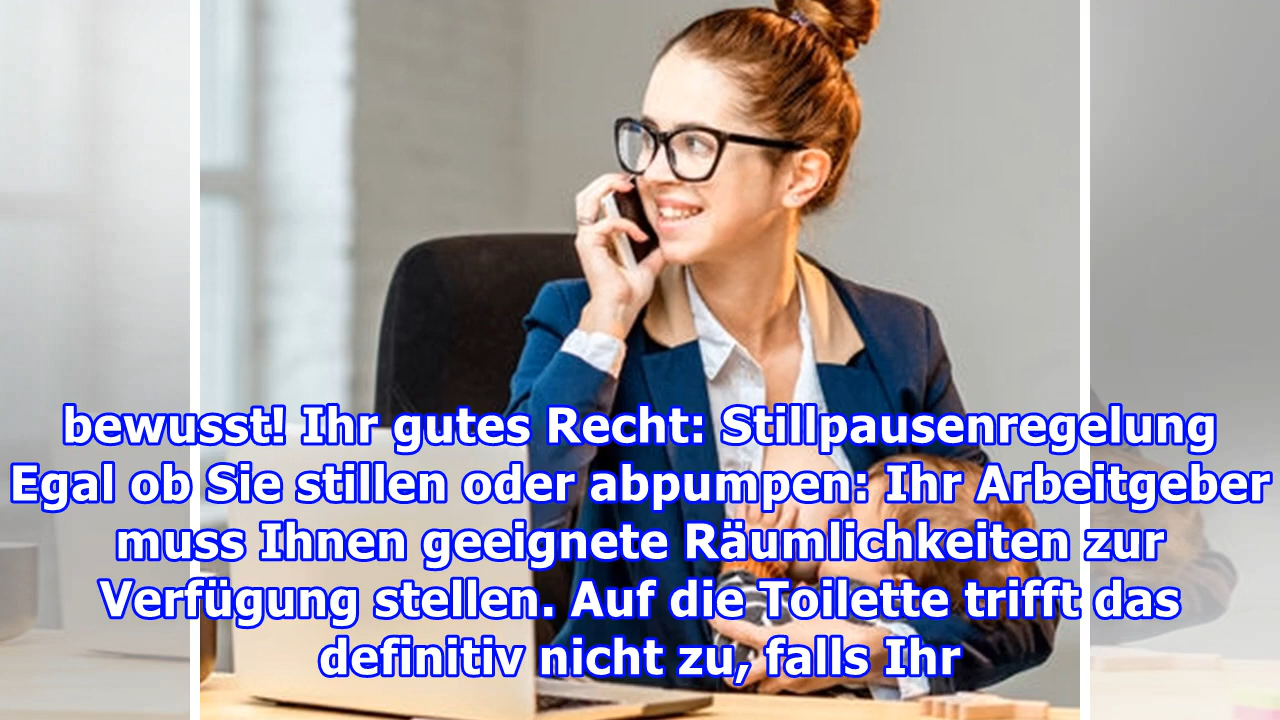 bewusst! Ihr gutes Recht: Stillpausenregelung
Egal ob Sie stillen oder abpumpen: Ihr Arbeitgeber
muss Ihnen geeignete Räumlichkeiten zur
Verfügung stellen. Auf die Toilette trifft das
definitiv nicht zu, falls Ihr